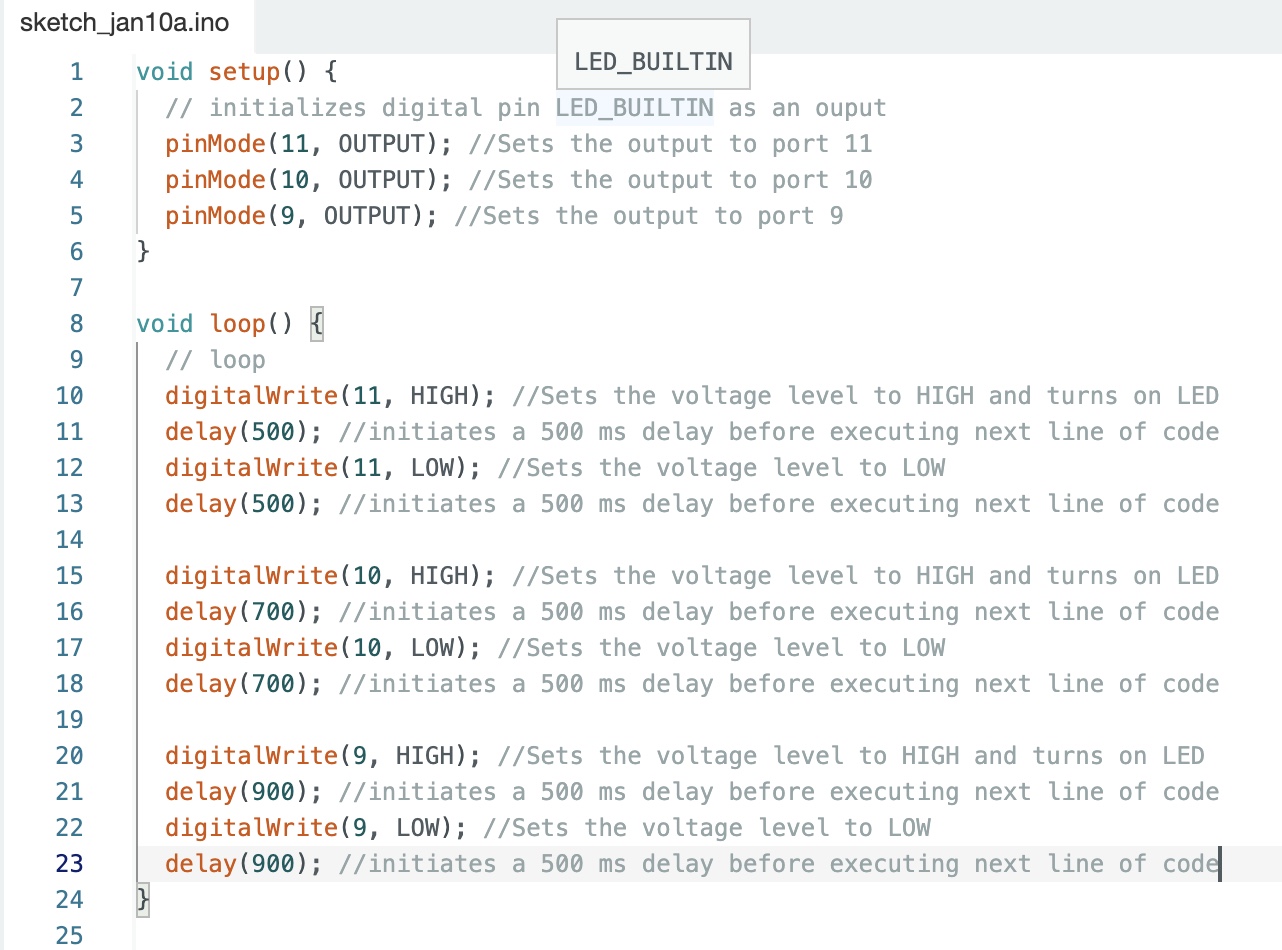 sketch_jan10a.ino
LED_BUILTIN
1 void setup() {
2 // initializes digital pin LED_BUILTIN as an ouput
3 pinMode(11, OUTPUT); //Sets the output to port 11
4 pinMode(10, OUTPUT); //Sets the output to port 10
5 pinMode(9, OUTPUT); //Sets the output to port 9
6 }
7
8 void loop() {
9 // loop
10 digitalWrite(11, HIGH); //Sets the voltage level to HIGH and turns on LED
11 delay(500); //initiates a 500 ms delay before executing next line of code
12 digitalWrite(11, LOW); //Sets the voltage level to LOW
13 delay(500); //initiates a 500 ms delay before executing next line of code
14
15 digitalWrite(10, HIGH); //Sets the voltage level to HIGH and turns on LED
16 delay(700); //initiates a 500 ms delay before executing next line of code
17 digitalWrite(10, LOW); //Sets the voltage level to LOW
18 delay(700); //initiates a 500 ms delay before executing next line of code
19
20 digitalWrite(9, HIGH); //Sets the voltage level to HIGH and turns on LED
21 delay(900); //initiates a 500 ms delay before executing next line of code
22 digitalWrite(9, LOW); //Sets the voltage level to LOW
23 delay(900); //initiates a 500 ms delay before executing next line of code
24 }
25